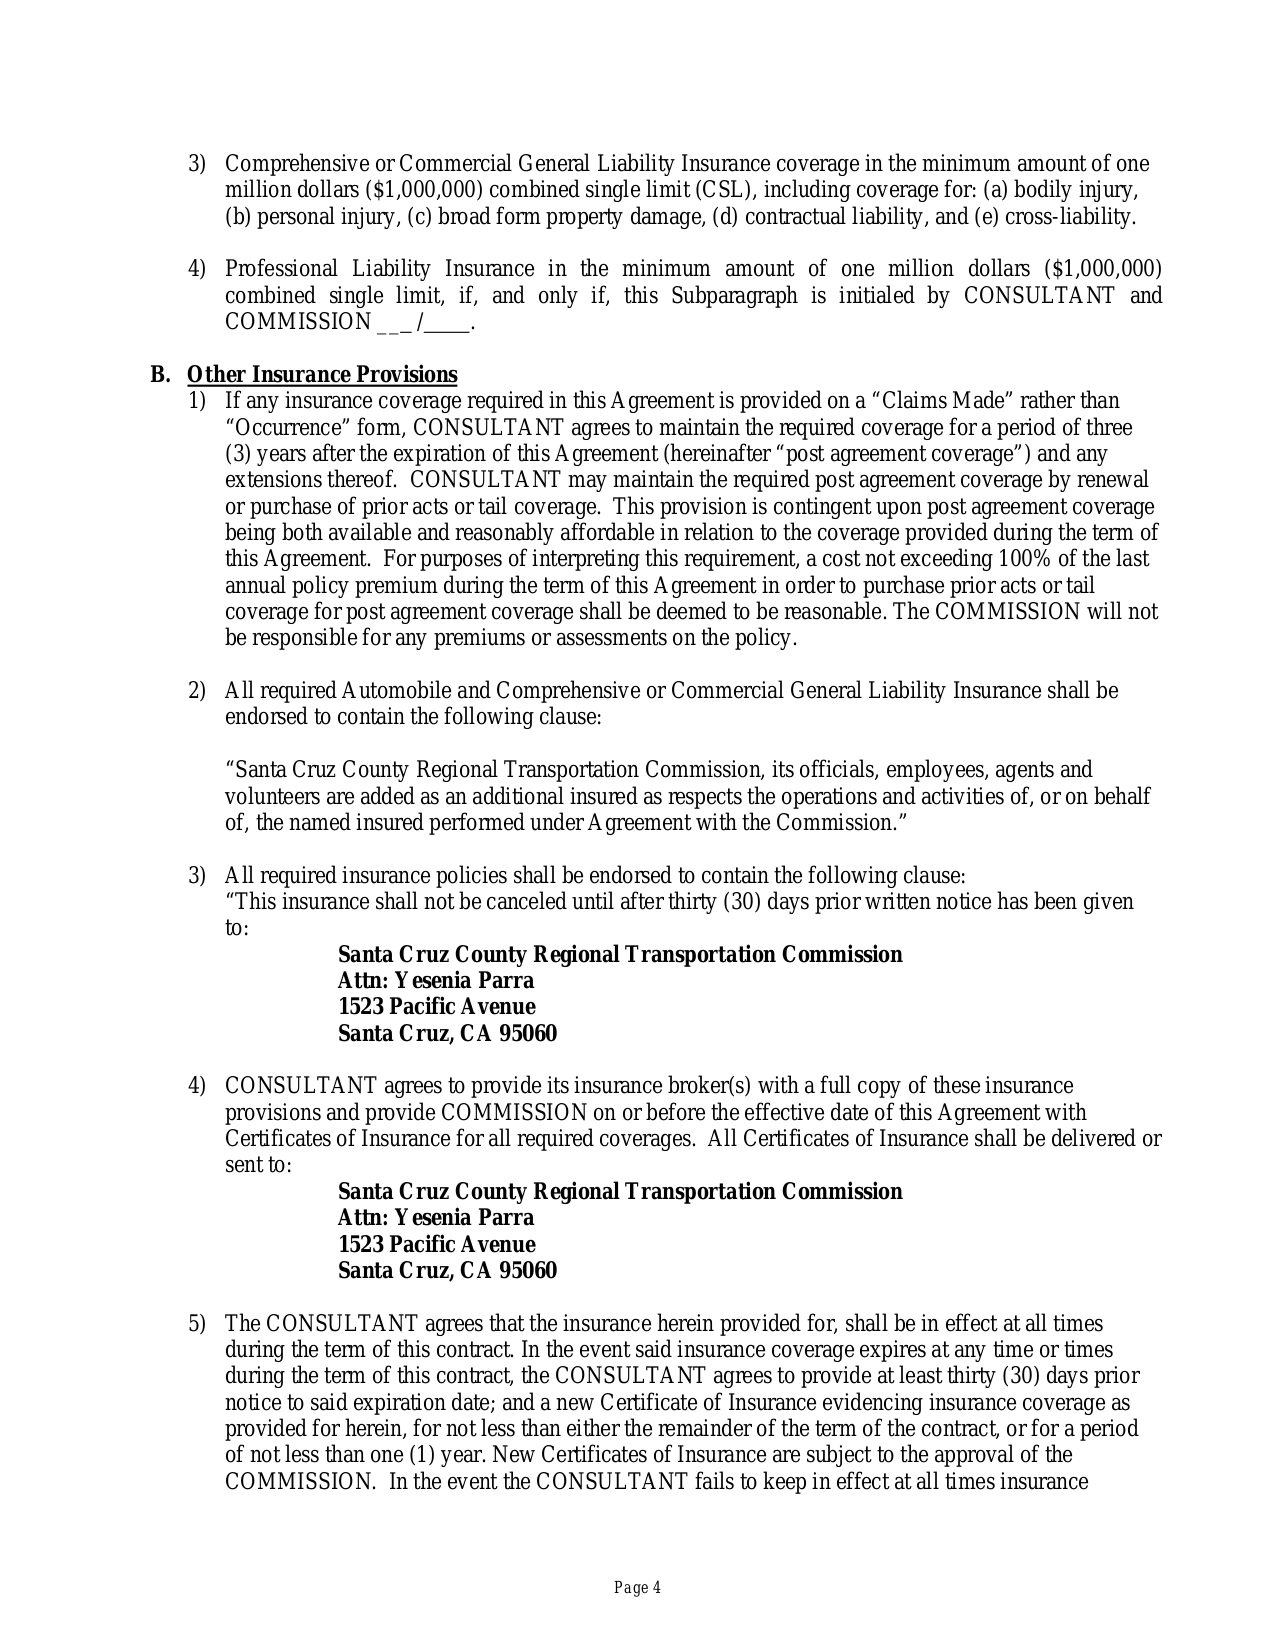 3) Comprehensive or Commercial General Liability Insurance coverage in the minimum amount of one
million dollars ($1,000,000) combined single limit (CSL), including coverage for: (a) bodily injury,
(b) personal injury, (c) broad form property damage, (d) contractual liability, and (e) cross-liability.
4) Professional Liability Insurance in the minimum amount of one million dollars ($1,000,000)
combined single limit, if, and only if, this Subparagraph is initialed by CONSULTANT and
COMMISSION _ _ _ /____.
B. Other Insurance Provisions
1) If any insurance coverage required in this Agreement is provided on a “Claims Made” rather than
“Occurrence” form, CONSULTANT agrees to maintain the required coverage for a period of three
(3) years after the expiration of this Agreement (hereinafter “post agreement coverage”) and any
extensions thereof. CONSULTANT may maintain the required post agreement coverage by renewal
or purchase of prior acts or tail coverage. This provision is contingent upon post agreement coverage
being both available and reasonably affordable in relation to the coverage provided during the term of
this Agreement. For purposes of interpreting this requirement, a cost not exceeding 100% of the last
annual policy premium during the term of this Agreement in order to purchase prior acts or tail
coverage for post agreement coverage shall be deemed to be reasonable. The COMMISSION will not
be responsible for any premiums or assessments on the policy.
2) All required Automobile and Comprehensive or Commercial General Liability Insurance shall be
endorsed to contain the following clause:
“Santa Cruz County Regional Transportation Commission, its officials, employees, agents and
volunteers are added as an additional insured as respects the operations and activities of, or on behalf
of, the named insured performed under Agreement with the Commission.”
3) All required insurance policies shall be endorsed to contain the following clause:
“This insurance shall not be canceled until after thirty (30) days prior written notice has been given
to:
Santa Cruz County Regional Transportation Commission
Attn: Yesenia Parra
1523 Pacific Avenue
Santa Cruz, CA 95060
4) CONSULTANT agrees to provide its insurance broker(s) with a full copy of these insurance
provisions and provide COMMISSION on or before the effective date of this Agreement with
Certificates of Insurance for all required coverages. All Certificates of Insurance shall be delivered or
sent to:
Santa Cruz County Regional Transportation Commission
Attn: Yesenia Parra
1523 Pacific Avenue
Santa Cruz, CA 95060
5) The CONSULTANT agrees that the insurance herein provided for, shall be in effect at all times
during the term of this contract. In the event said insurance coverage expires at any time or times
during the term of this contract, the CONSULTANT agrees to provide at least thirty (30) days prior
notice to said expiration date; and a new Certificate of Insurance evidencing insurance coverage as
provided for herein, for not less than either the remainder of the term of the contract, or for a period
of not less than one (1) year. New Certificates of Insurance are subject to the approval of the
COMMISSION. In the event the CONSULTANT fails to keep in effect at all times insurance
Page 4